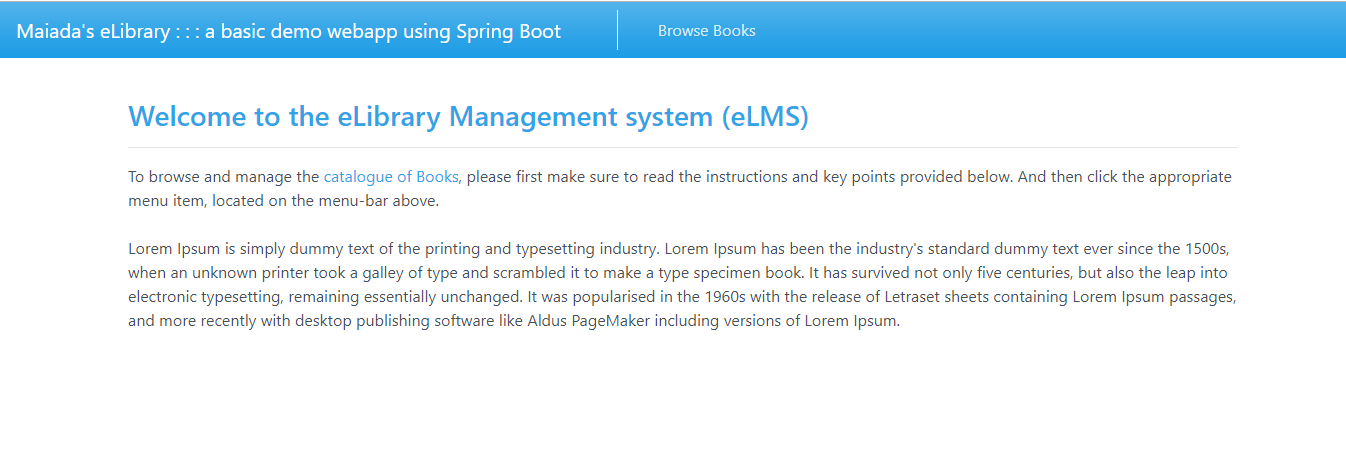 Maiada's eLibrary : : : a basic demo webapp using Spring Boot
Browse Books
Welcome to the eLibrary Management system (eLMS)
To browse and manage the catalogue of Books, please first make sure to read the instructions and key points provided below. And then click the appropriate
menu item, located on the menu-bar above.
Lorem Ipsum is simply dummy text of the printing and typesetting industry. Lorem Ipsum has been the industry's standard dummy text ever since the 1500s,
when an unknown printer took a galley of type and scrambled it to make a type specimen book. It has survived not only five centuries, but also the leap into
electronic typesetting, remaining essentially unchanged. It was popularised in the 1960s with the release of Letraset sheets containing Lorem Ipsum passages,
and more recently with desktop publishing software like Aldus PageMaker including versions of Lorem Ipsum.